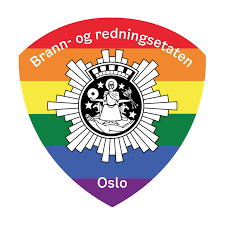 Brann- og redningsetaten
Oslo